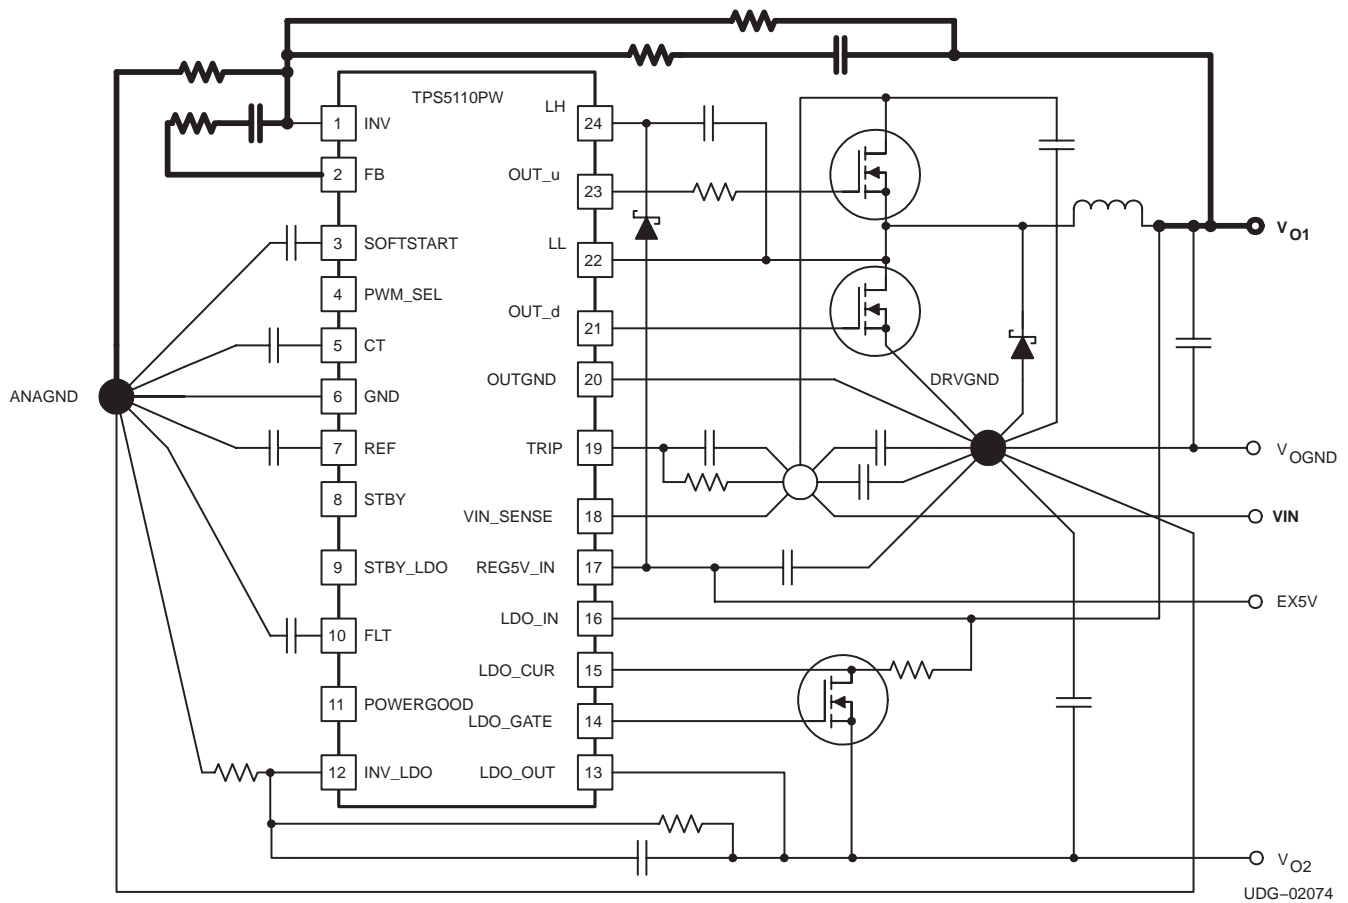 TPS5110PW
LH
1 INV
24
2 FB
OUT_u
23
3 SOFTSTART
LL
22
VO1
4 PWM_SEL
OUT_d
21
5 CT
OUTGND 20
DRVGND
ANAGND
6 GND
7 REF
TRIP 19
VOGND
8 STBY
VIN_SENSE 18
VIN
9 STBY_LDO
REG5V_IN 17
EX5V
LDO_IN 16
10 FLT
LDO_CUR 15
11 POWERGOOD
LDO_GATE 14
12 INV_LDO
LDO_OUT 13
VO2
UDG–02074